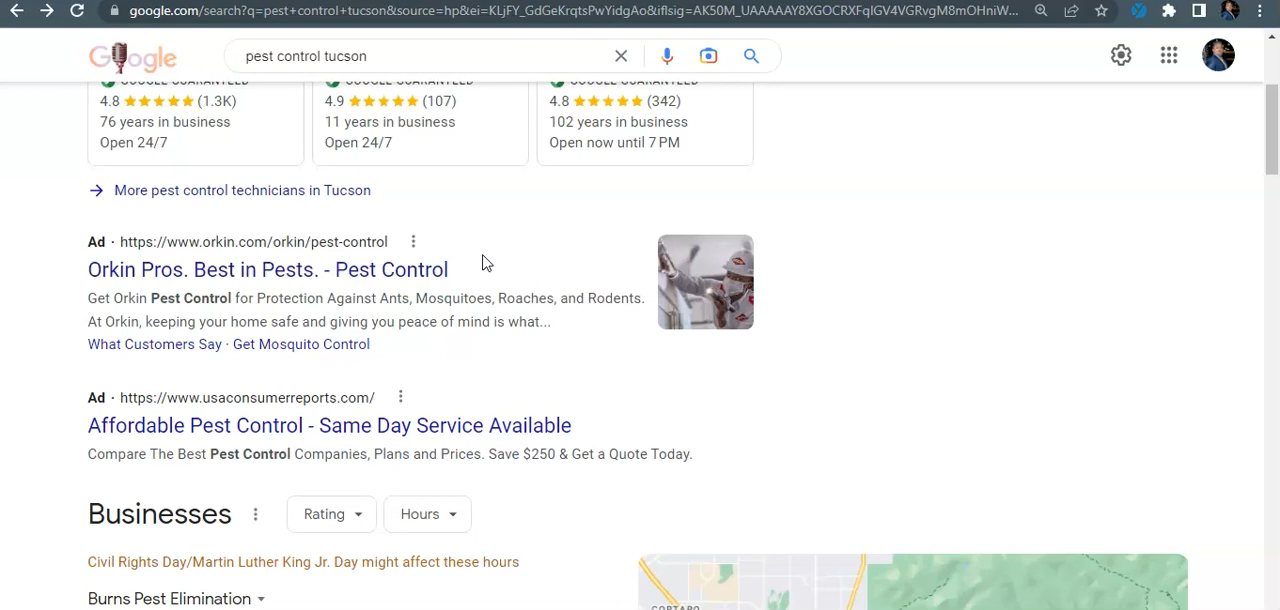 google.com/search?q=pest+control+tucson&source=hp&ei=KLjFY_GdGeKrqtsPwYidgAo&iflsig=AK50M_UAAAAAY8XGOCRXFqIGV4VGRvgM8mOHniW...
Google
pest control tucson
GOOGLE GUARANTEED
GOOGLE GUARANTEED
GOOGLE GUARANTEED
4.8 ★★★★★ (1.3K)
76 years in business
Open 24/7
4.9 ★★★★★ (107)
11 years in business
Open 24/7
4.8 ★★★★★ (342)
102 years in business
Open now until 7 PM
More pest control technicians in Tucson
Ad · https://www.orkin.com/orkin/pest-control
Orkin Pros. Best in Pests. - Pest Control
Get Orkin Pest Control for Protection Against Ants, Mosquitoes, Roaches, and Rodents.
At Orkin, keeping your home safe and giving you peace of mind is what...
What Customers Say · Get Mosquito Control
Ad · https://www.usaconsumerreports.com/
Affordable Pest Control - Same Day Service Available
Compare The Best Pest Control Companies, Plans and Prices. Save $250 & Get a Quote Today.
Businesses
Rating
Hours
Civil Rights Day/Martin Luther King Jr. Day might affect these hours
Burns Pest Elimination
CORTARO